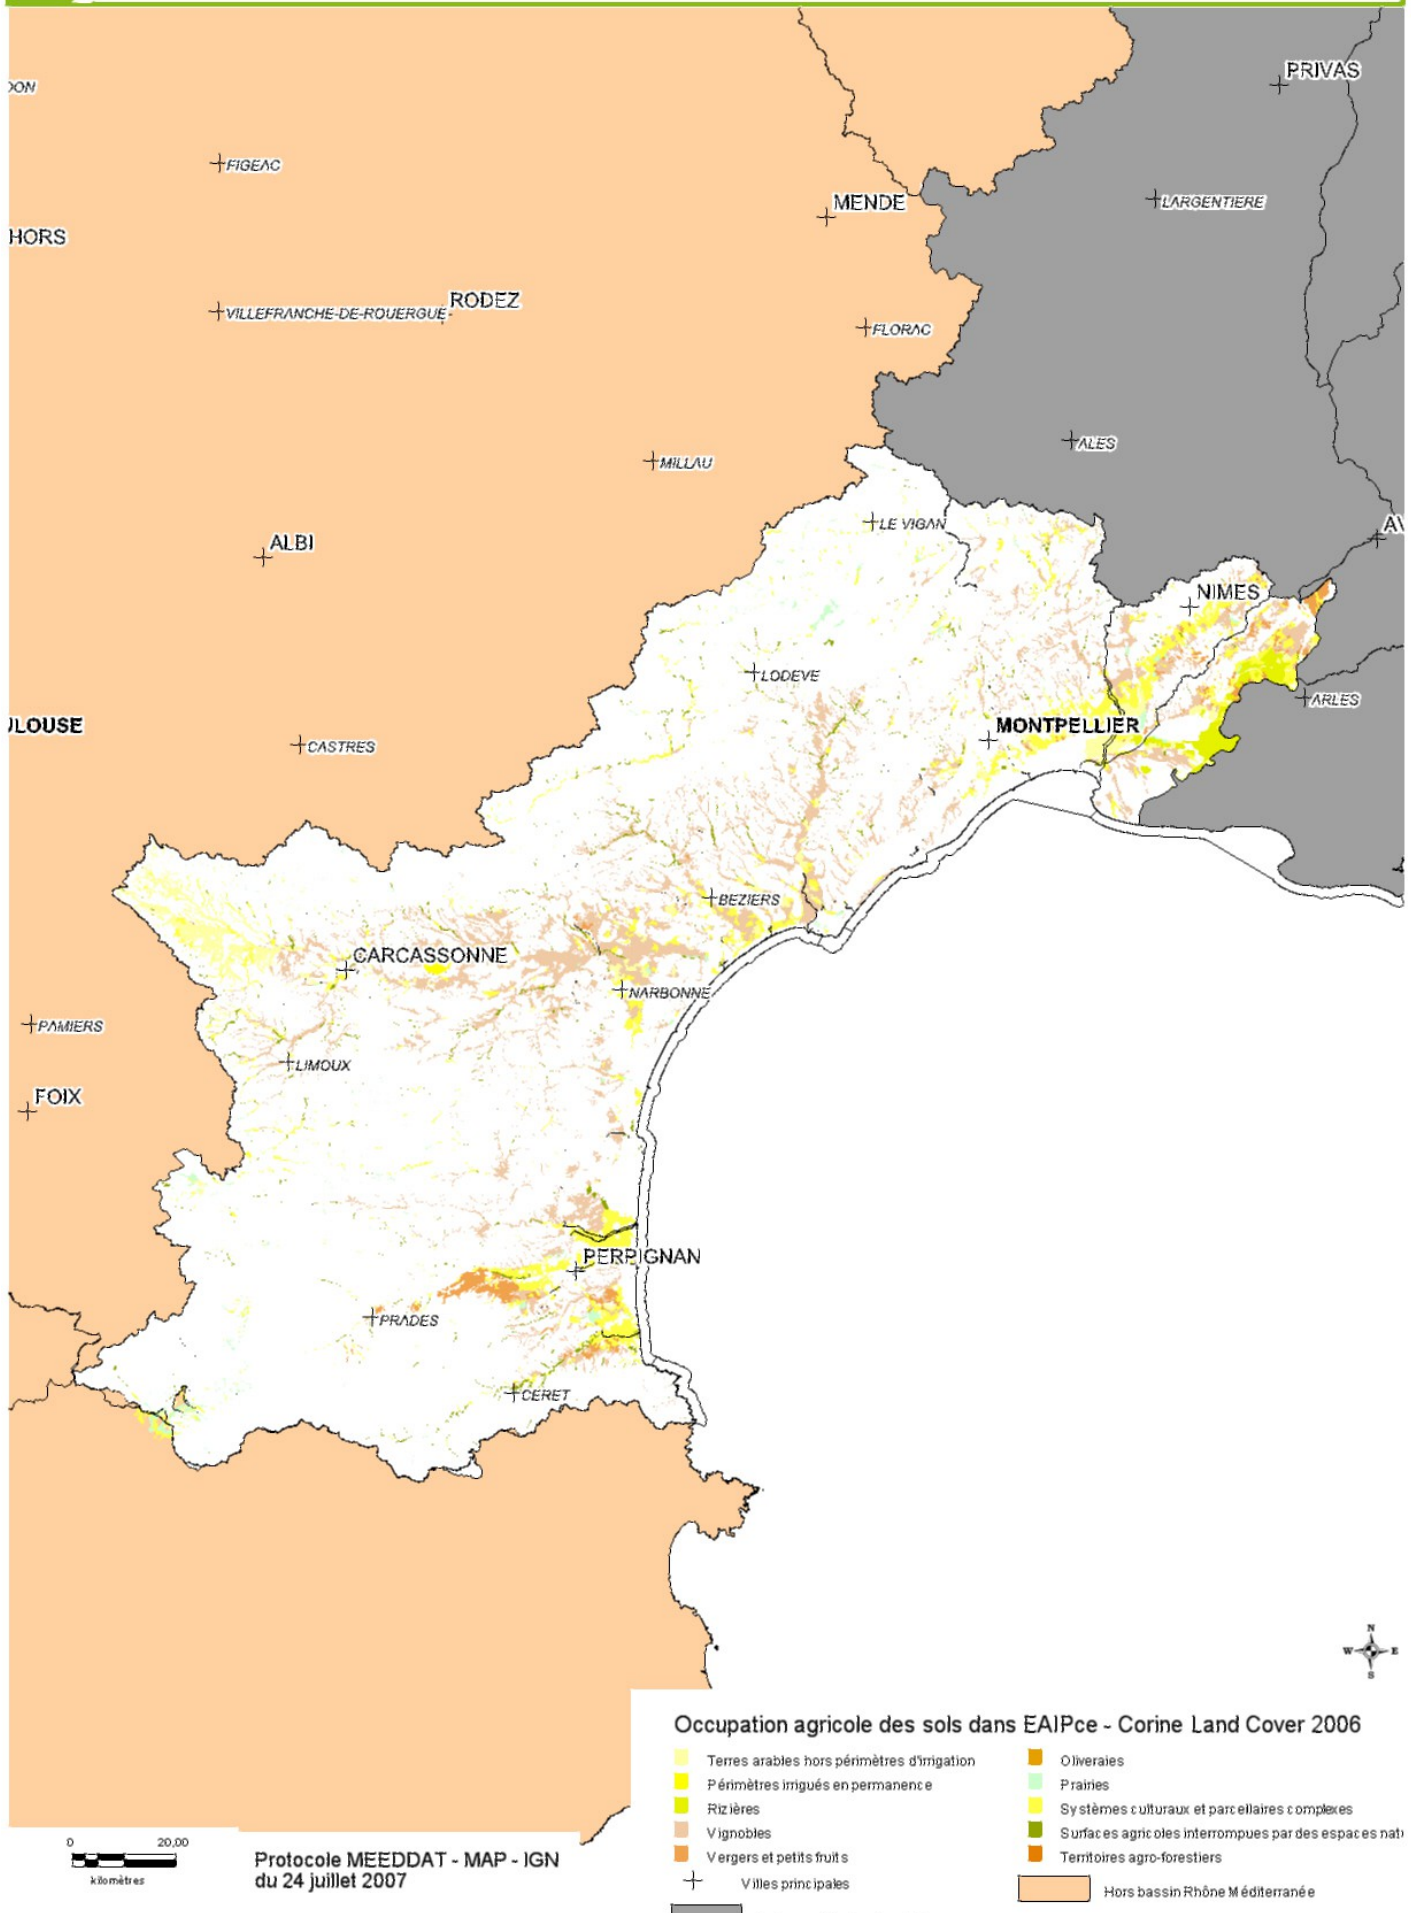 PRIVAS
FIGEAC
MENDE
LARGENTIERE
HORS
RODEZ
VILLEFRANCHE-DE-ROUERGUE
FLORAC
ALES
MILLAU
LE VIGAN
ALBI
NIMES
LODEVE
ARLES
MONTPELLIER
CASTRES
BEZIERS
CARCASSONNE
NARBONNE
PAMIERS
LIMOUX
FOIX
PERPIGNAN
PRADES
CERET
N
W E
S
Occupation agricole des sols dans EAIPce - Corine Land Cover 2006
Terres arables hors périmètres d'irrigation
Périmètres irrigués en permanence
Rizières
Vignobles
Vergers et petits fruits
Villes principales
Oliveraies
Prairies
Systèmes culturaux et parcellaires complexes
Surfaces agricoles interrompues par des espaces nat
Territoires agro-forestiers
Hors bassin Rhône Méditerranée
0 20,00
kilomètres
Protocole MEEDDAT - MAP - IGN
du 24 juillet 2007